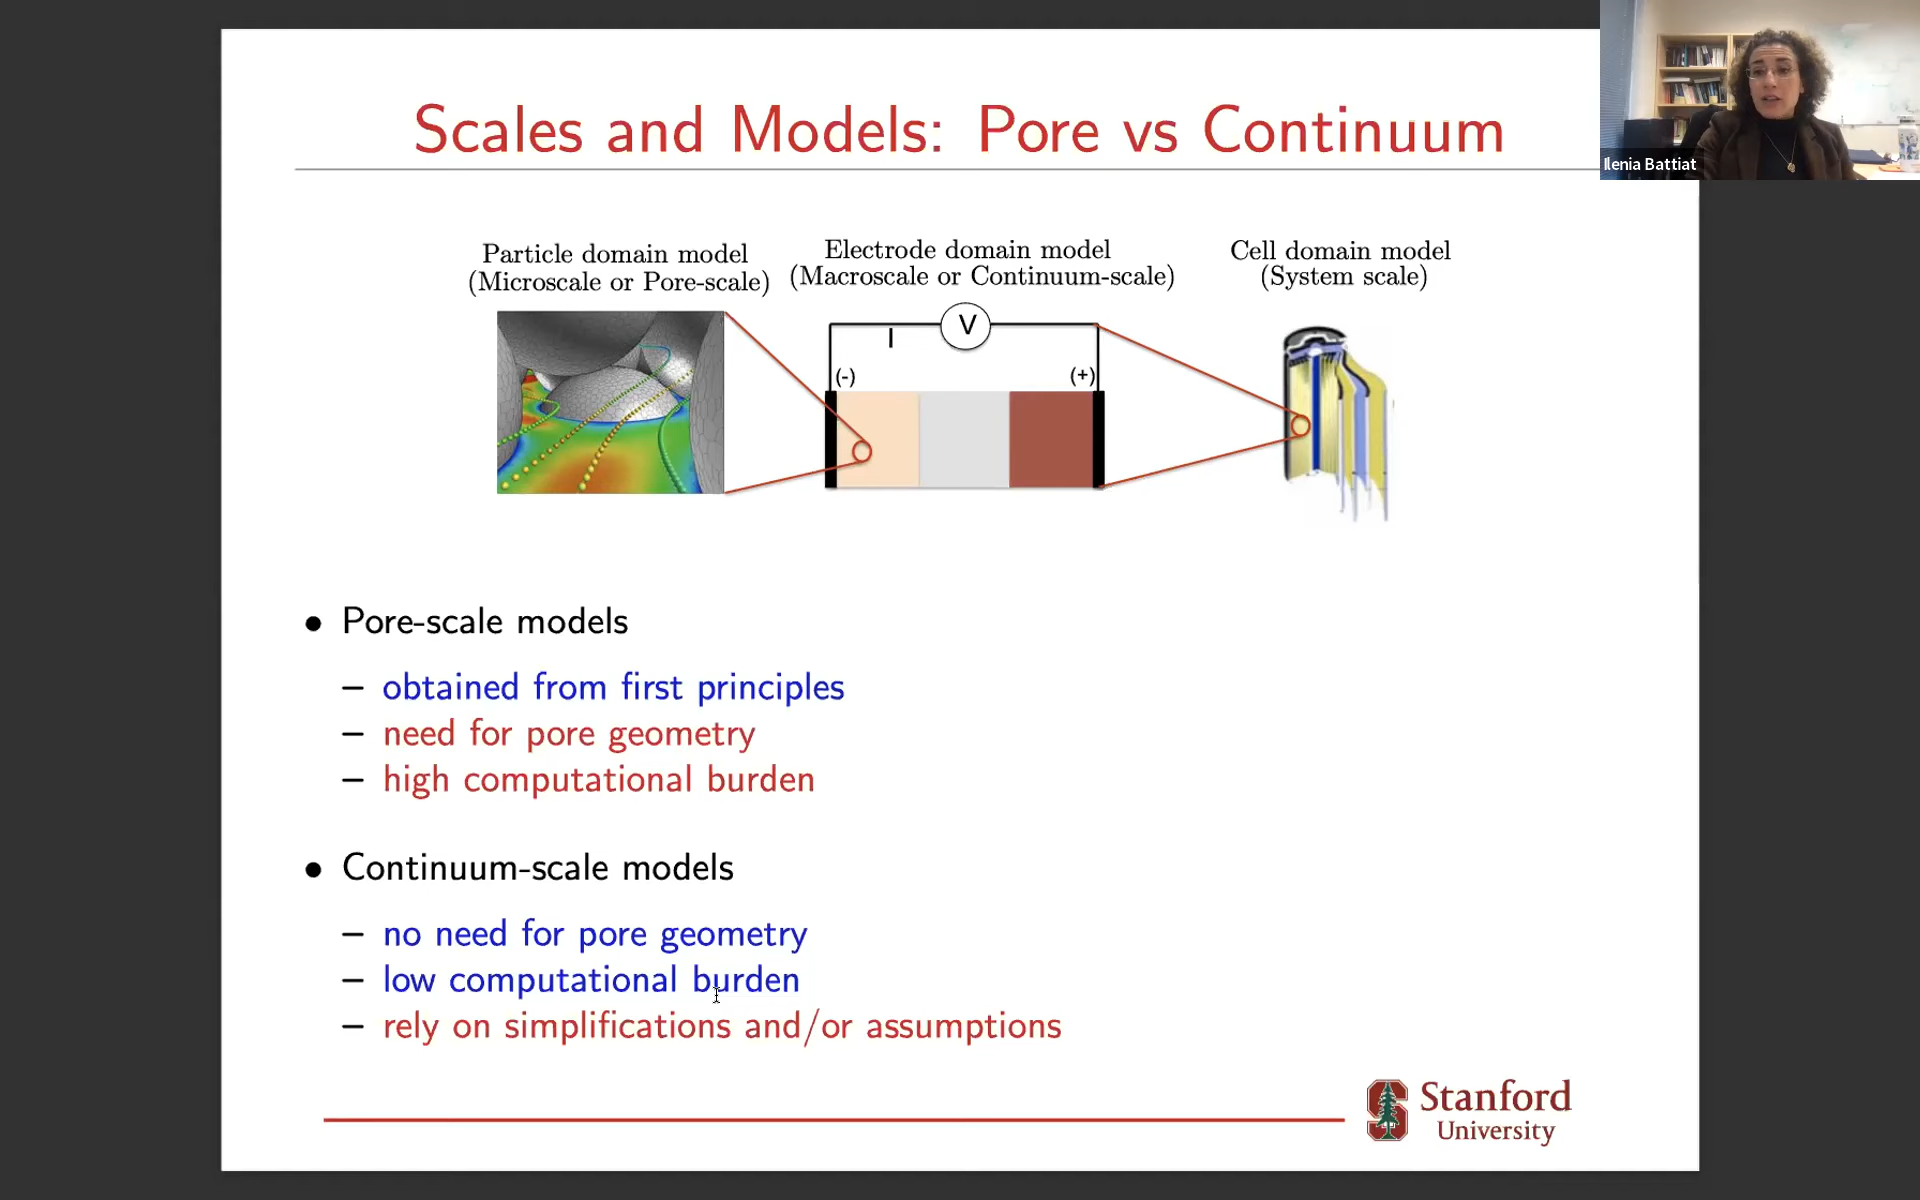 Scales and Models: Pore vs Continuum
Ilenia Battiat
Particle domain model
(Microscale or Pore-scale)
Electrode domain model
(Macroscale or Continuum-scale)
Cell domain model
(System scale)
V
I
(-)
(+)
• Pore-scale models
– obtained from first principles
– need for pore geometry
– high computational burden
• Continuum-scale models
– no need for pore geometry
– low computational burden
– rely on simplifications and/or assumptions
Stanford
University